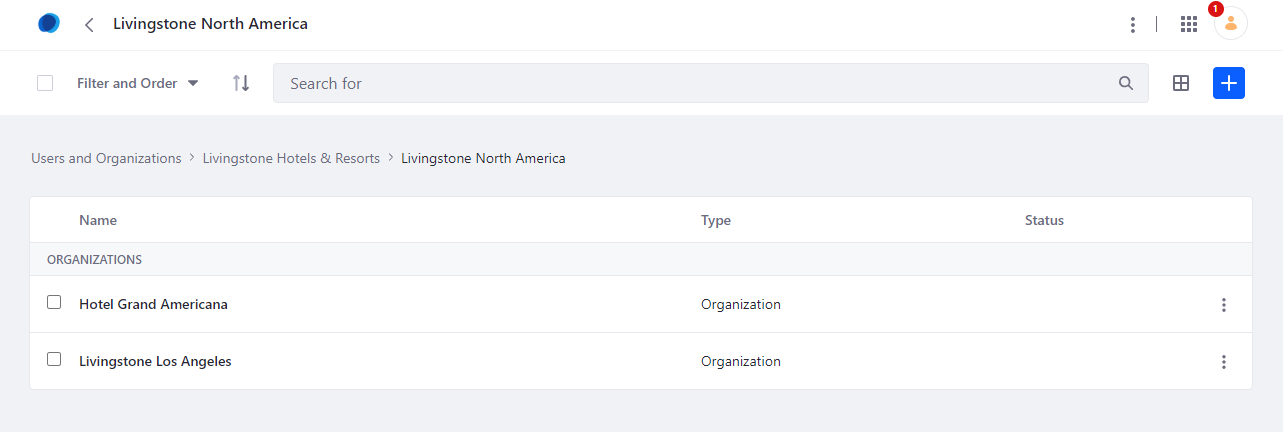 Livingstone North America
1
Filter and Order
Search for
Users and Organizations > Livingstone Hotels & Resorts > Livingstone North America
Name Type Status
ORGANIZATIONS
Hotel Grand Americana Organization
Livingstone Los Angeles Organization